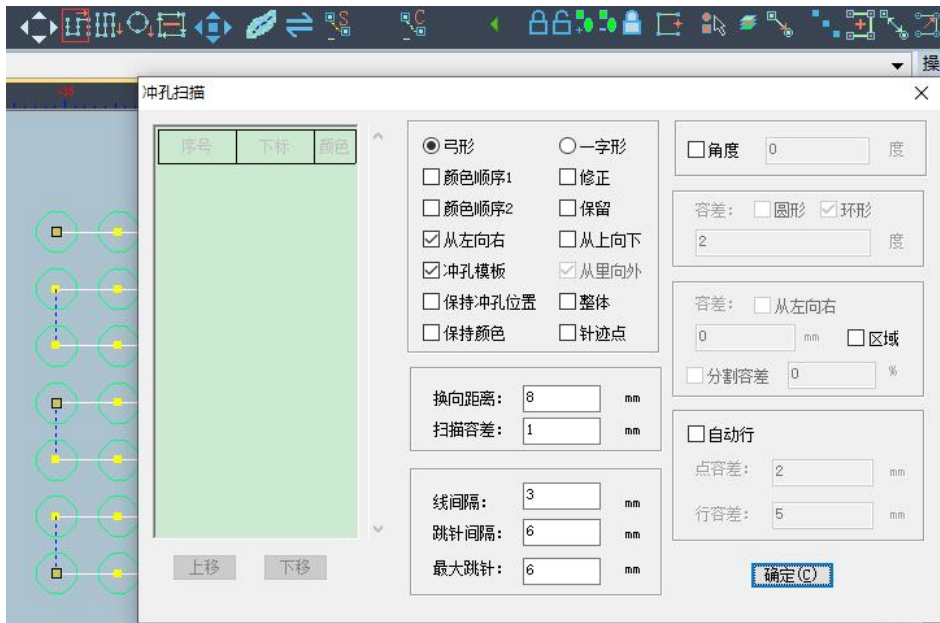 S
C
操
-38
冲孔扫描
序号 下标 颜色
弓形 一字形
颜色顺序1 修正
颜色顺序2 保留
从左向右 从上向下
冲孔模板 从里向外
保持冲孔位置 整体
保持颜色 针迹点
换向距离: 8 mm
扫描容差: 1 mm
线间隔: 3 mm
跳针间隔: 6 mm
最大跳针: 6 mm
上移 下移
角度 0 度
容差: 圆形 环形
2 度
容差: 从左向右
0 mm 区域
分割容差 0 %
自动行
点容差: 2 mm
行容差: 5 mm
确定(C)